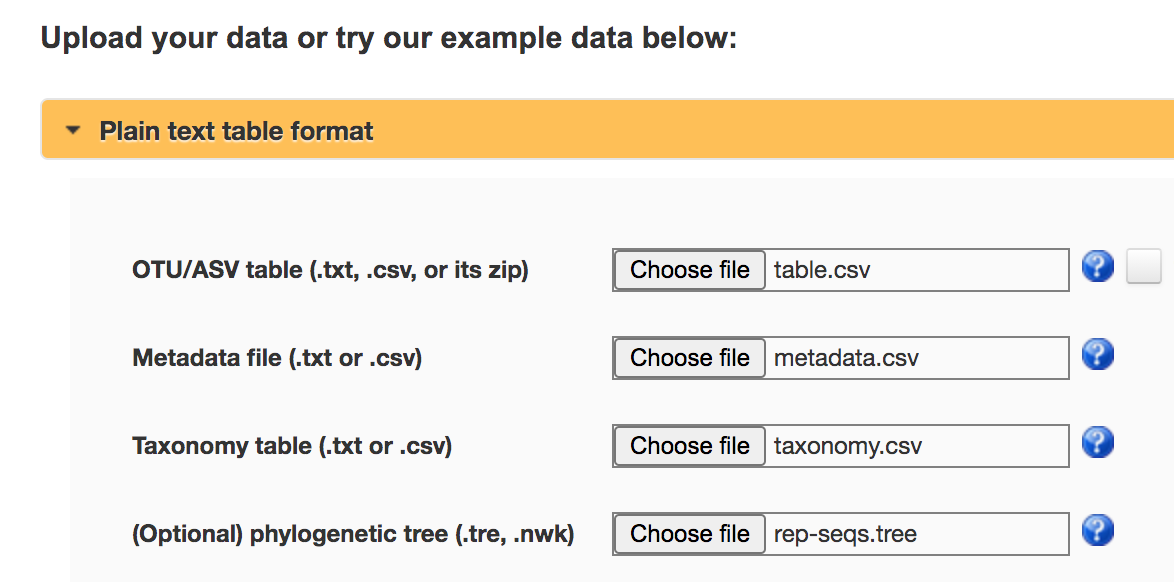 Upload your data or try our example data below:
Plain text table format
OTU/ASV table (.txt, .csv, or its zip) Choose file table.csv ?
Metadata file (.txt or .csv) Choose file metadata.csv ?
Taxonomy table (.txt or .csv) Choose file taxonomy.csv ?
(Optional) phylogenetic tree (.tre, .nwk) Choose file rep-seqs.tree ?